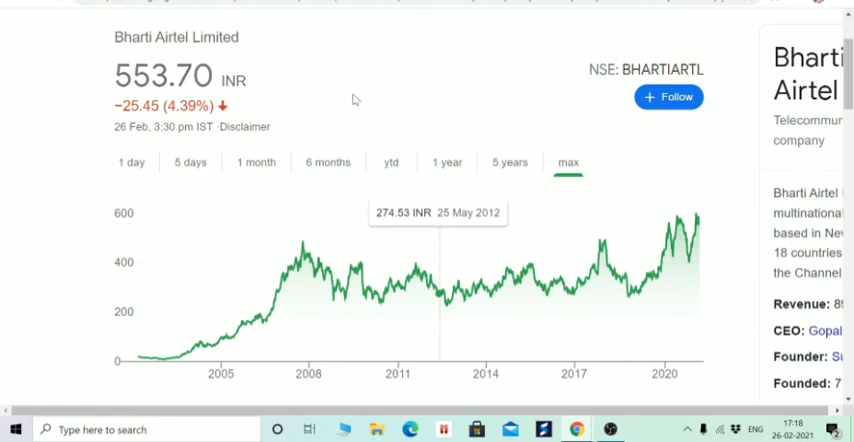 Bharti Airtel Limited
553.70 INR
−25.45 (4.39%)
26 Feb, 3:30 pm IST ·Disclaimer
NSE: BHARTIARTL
+ Follow
1 day 5 days 1 month 6 months ytd 1 year 5 years max
274.53 INR 25 May 2012
600
400
200
0
2005 2008 2011 2014 2017 2020
Bharti
Airtel
Telecommun
company
Bharti Airtel
multinational
based in New
18 countries
the Channel
Revenue:
CEO: Gopal
Founder: Su
Founded: 7
Type here to search
ENG
17:18
26-02-2021
2